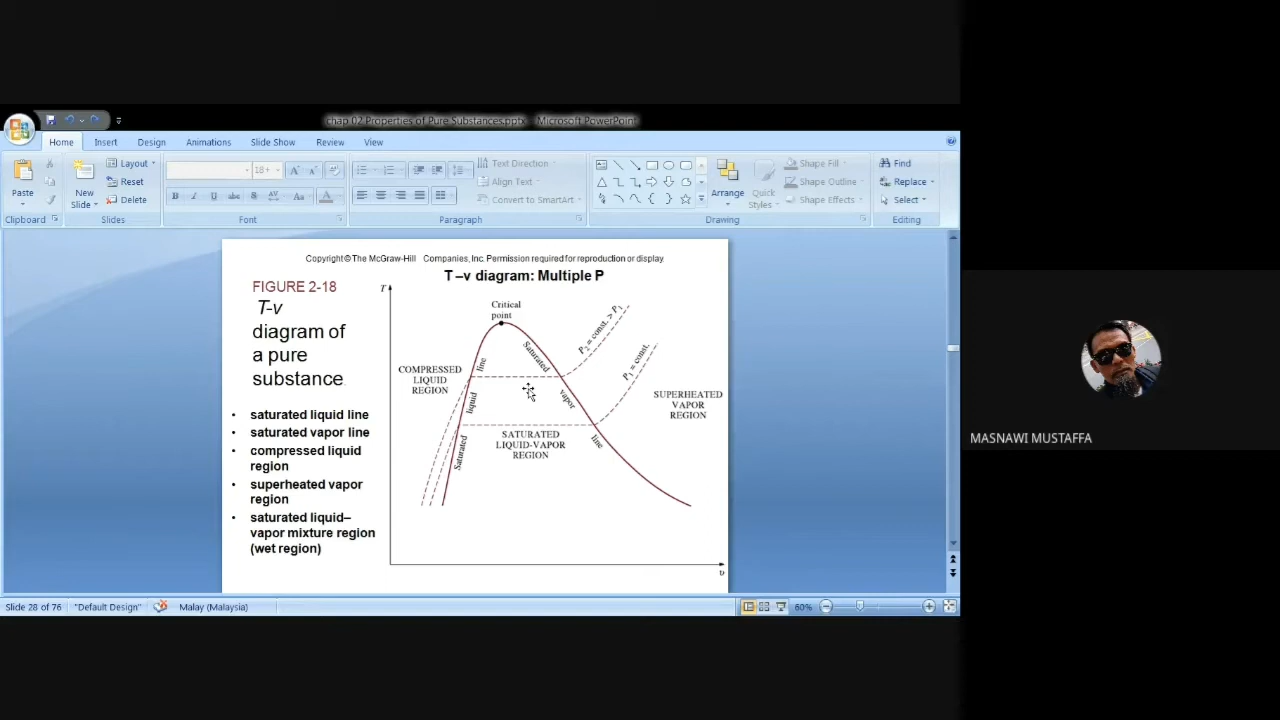 chap 02 Properties of Pure Substances.pptx - Microsoft PowerPoint
Home Insert Design Animations Slide Show Review View
Paste
Clipboard
New
Slide
Layout
Reset
Delete
Slides
18
Font
Text Direction
Align Text
Convert to SmartArt
Paragraph
Arrange
Quick
Styles
Shape Fill
Shape Outline
Shape Effects
Drawing
Find
Replace
Select
Editing
Copyright © The McGraw-Hill Companies, Inc. Permission required for reproduction or display.
T –v diagram: Multiple P
FIGURE 2-18
T-v
diagram of
a pure
substance.
• saturated liquid line
• saturated vapor line
• compressed liquid
region
• superheated vapor
region
• saturated liquid–
vapor mixture region
(wet region)
T
Critical
point
COMPRESSED
LIQUID
REGION
Saturated liquid line
Saturated vapor line
P2 = const. > P1
P1 = const.
SUPERHEATED
VAPOR
REGION
SATURATED
LIQUID-VAPOR
REGION
υ
Slide 28 of 76 "Default Design" Malay (Malaysia) 60%
MASNAWI MUSTAFFA